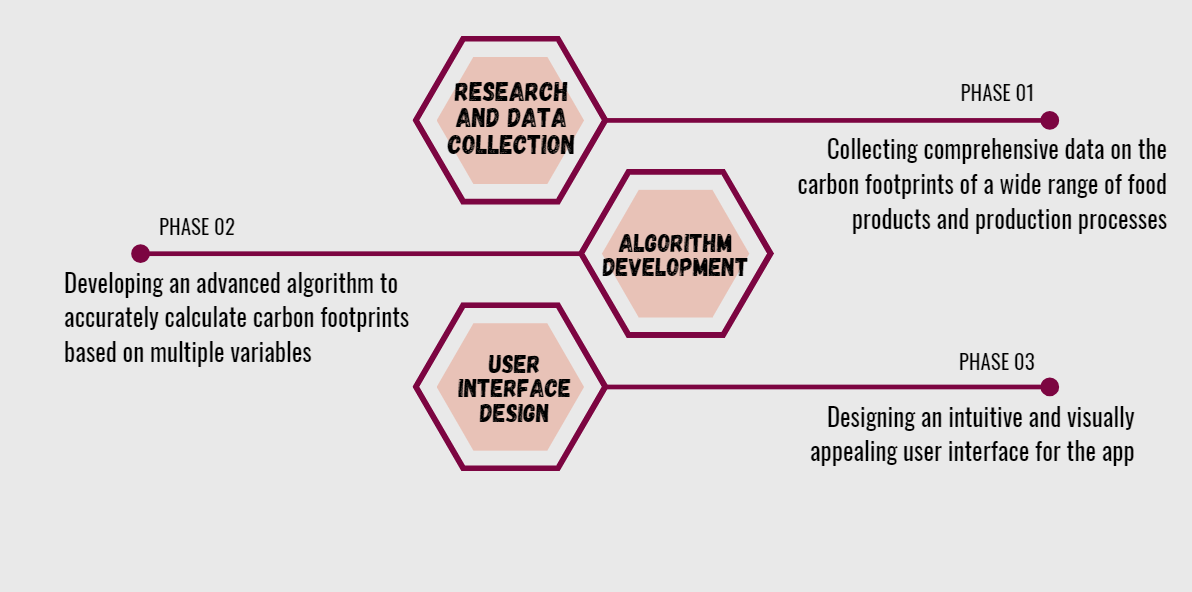 RESEARCH
AND DATA
COLLECTION
PHASE 01
Collecting comprehensive data on the
carbon footprints of a wide range of food
products and production processes
PHASE 02
Developing an advanced algorithm to
accurately calculate carbon footprints
based on multiple variables
ALGORITHM
DEVELOPMENT
USER
INTERFACE
DESIGN
PHASE 03
Designing an intuitive and visually
appealing user interface for the app